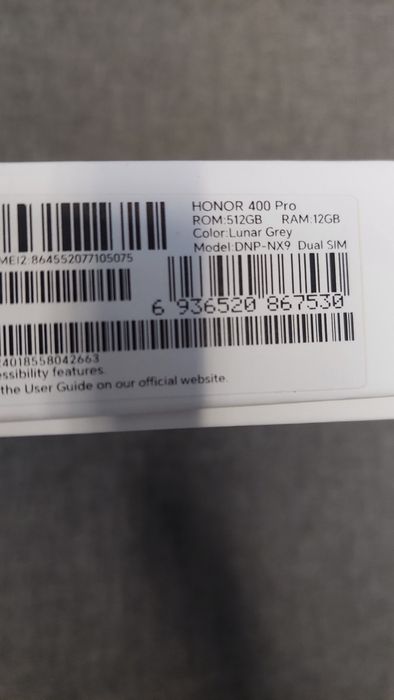 HONOR 400 Pro
ROM:512GB RAM:12GB
Color:Lunar Grey
Model:DNP-NX9 Dual SIM
MEI2:864552077105075
6 936520 867530
24018558042663
essibility features.
the User Guide on our official website.